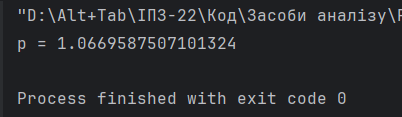 "D:\Alt+Tab\ІПЗ-22\Код\Засоби аналізу\
p = 1.0669587507101324
Process finished with exit code 0